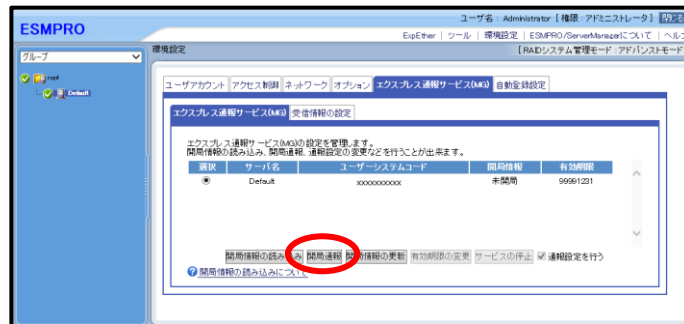 ユーザ名 : Administrator [ 権限 : アドミニストレータ ]
ESMPRO
ExpEther | ツール | 環境設定 | ESMPRO/ServerManagerについて | ヘルプ
グループ
環境設定
[ RAIDシステム管理モード : アドバンストモード
root
Default
ユーザアカウント アクセス制御 ネットワーク オプション エクスプレス通報サービス(MG) 自動登録設定
エクスプレス通報サービス(MG) 受信情報の設定
エクスプレス通報サービス(MG)の設定を管理します。
開局情報の読み込み、開局通報、通報設定の変更などを行うことが出来ます。
選択 サーバ名 ユーザーシステムコード 開局情報 有効期限
Default xxxxxxxxxx 未開局 99991231
開局情報の読み込み 開局通報 開局情報の更新 有効期限の変更 サービスの停止 通報設定を行う
開局情報の読み込みについて